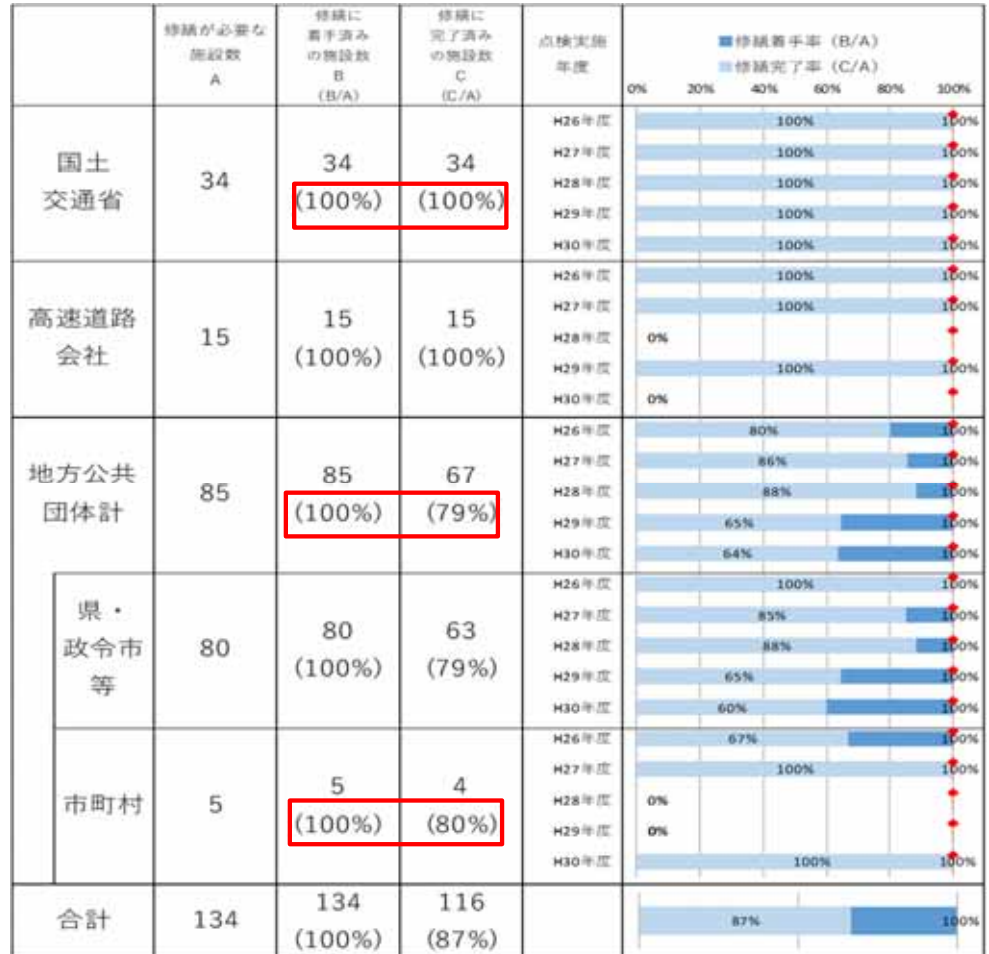 修繕が必要な
施設数
A
修繕に
着手済み
の施設数
B
(B/A)
修繕に
完了済み
の施設数
C
(C/A)
点検実施
年度
修繕着手率 (B/A)
修繕完了率 (C/A)
0% 20% 40% 60% 80% 100%
国土
交通省
34
34
(100%)
34
(100%)
H26年度 100% 100%
H27年度 100% 100%
H28年度 100% 100%
H29年度 100% 100%
H30年度 100% 100%
高速道路
会社
15
15
(100%)
15
(100%)
H26年度 100% 100%
H27年度 100% 100%
H28年度 0%
H29年度 100% 100%
H30年度 0%
地方公共
団体計
85
85
(100%)
67
(79%)
H26年度 80% 100%
H27年度 86% 100%
H28年度 88% 100%
H29年度 65% 100%
H30年度 64% 100%
県・
政令市
等
80
80
(100%)
63
(79%)
H26年度 100% 100%
H27年度 85% 100%
H28年度 88% 100%
H29年度 65% 100%
H30年度 60% 100%
市町村
5
5
(100%)
4
(80%)
H26年度 67% 100%
H27年度 100% 100%
H28年度 0%
H29年度 0%
H30年度 100% 100%
合計
134
134
(100%)
116
(87%)
87% 100%